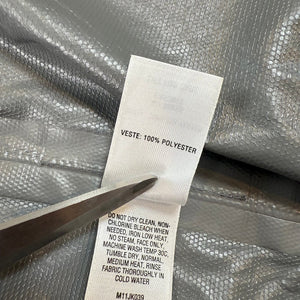 VESTE: 100% POLYESTER
DO NOT DRY CLEAN, NON-
CHLORINE BLEACH WHEN
NEEDED, IRON LOW HEAT,
NO STEAM, FACE ONLY.
MACHINE WASH TEMP 30C,
TUMBLE DRY, NORMAL,
MEDIUM HEAT, RINSE
FABRIC THOROUGHLY IN
COLD WATER
M11JK039